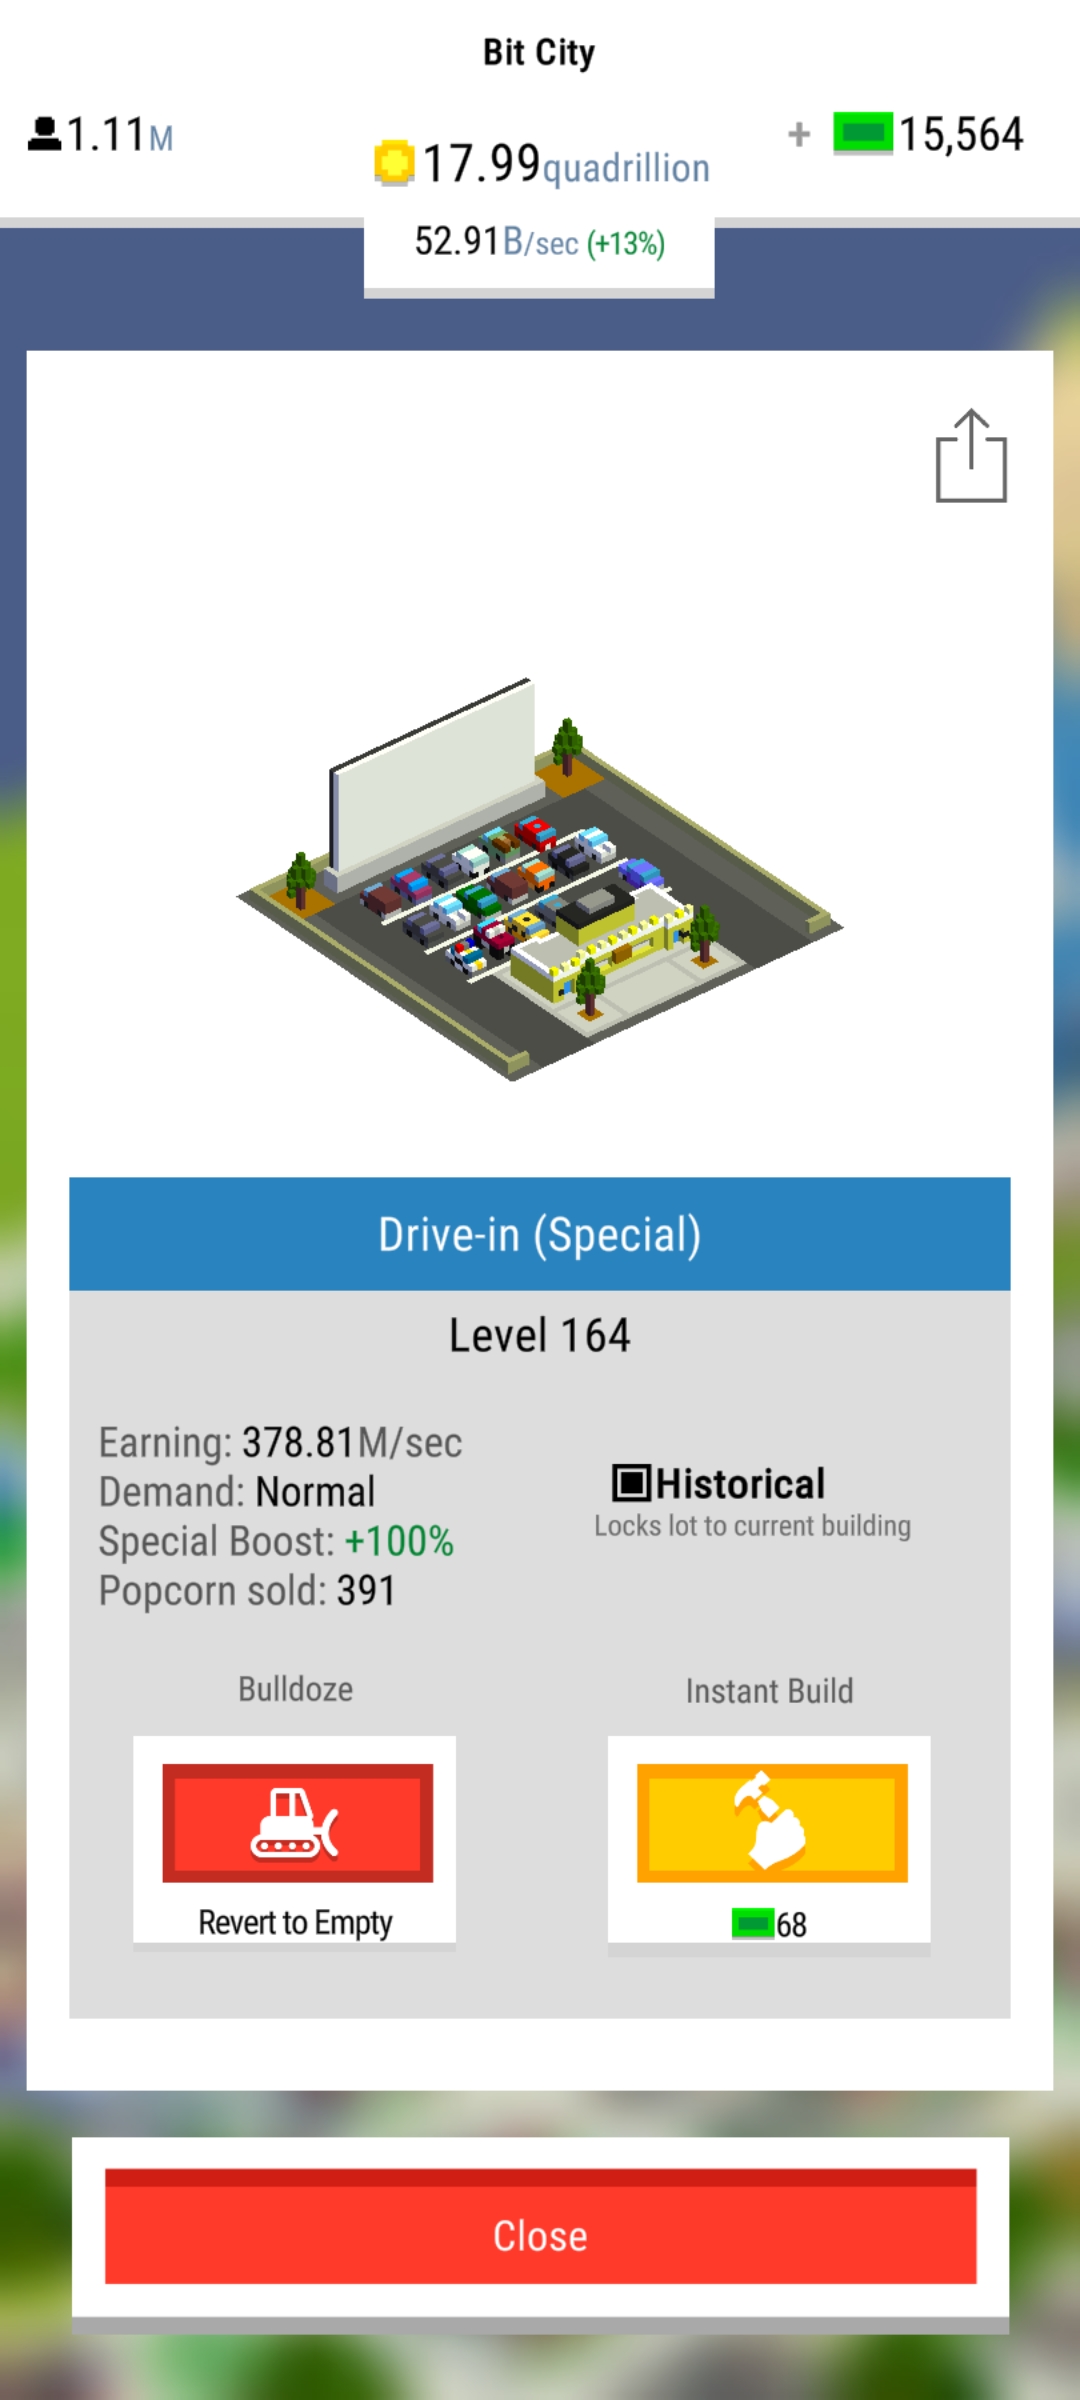 Bit City
1.11M
17.99quadrillion
+ 15,564
52.91B/sec (+13%)
Drive-in (Special)
Level 164
Earning: 378.81M/sec
Demand: Normal
Special Boost: +100%
Popcorn sold: 391
Historical
Locks lot to current building
Bulldoze
Instant Build
Revert to Empty
68
Close